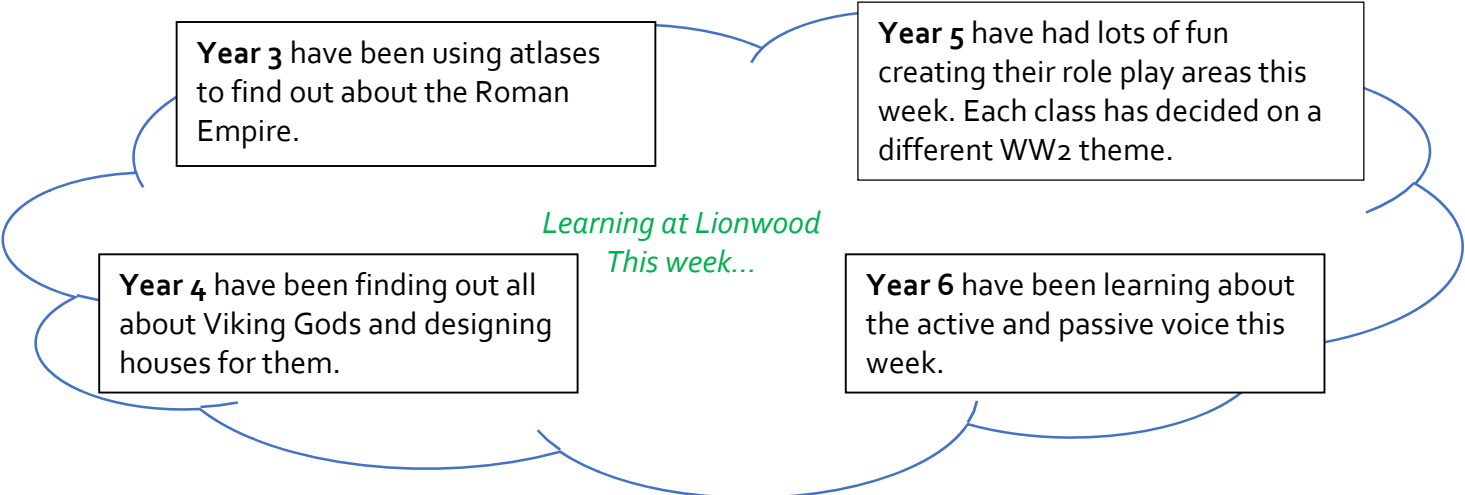 Year 3 have been using atlases
to find out about the Roman
Empire.
Year 5 have had lots of fun
creating their role play areas this
week. Each class has decided on a
different WW2 theme.
Learning at Lionwood
This week...
Year 4 have been finding out all
about Viking Gods and designing
houses for them.
Year 6 have been learning about
the active and passive voice this
week.